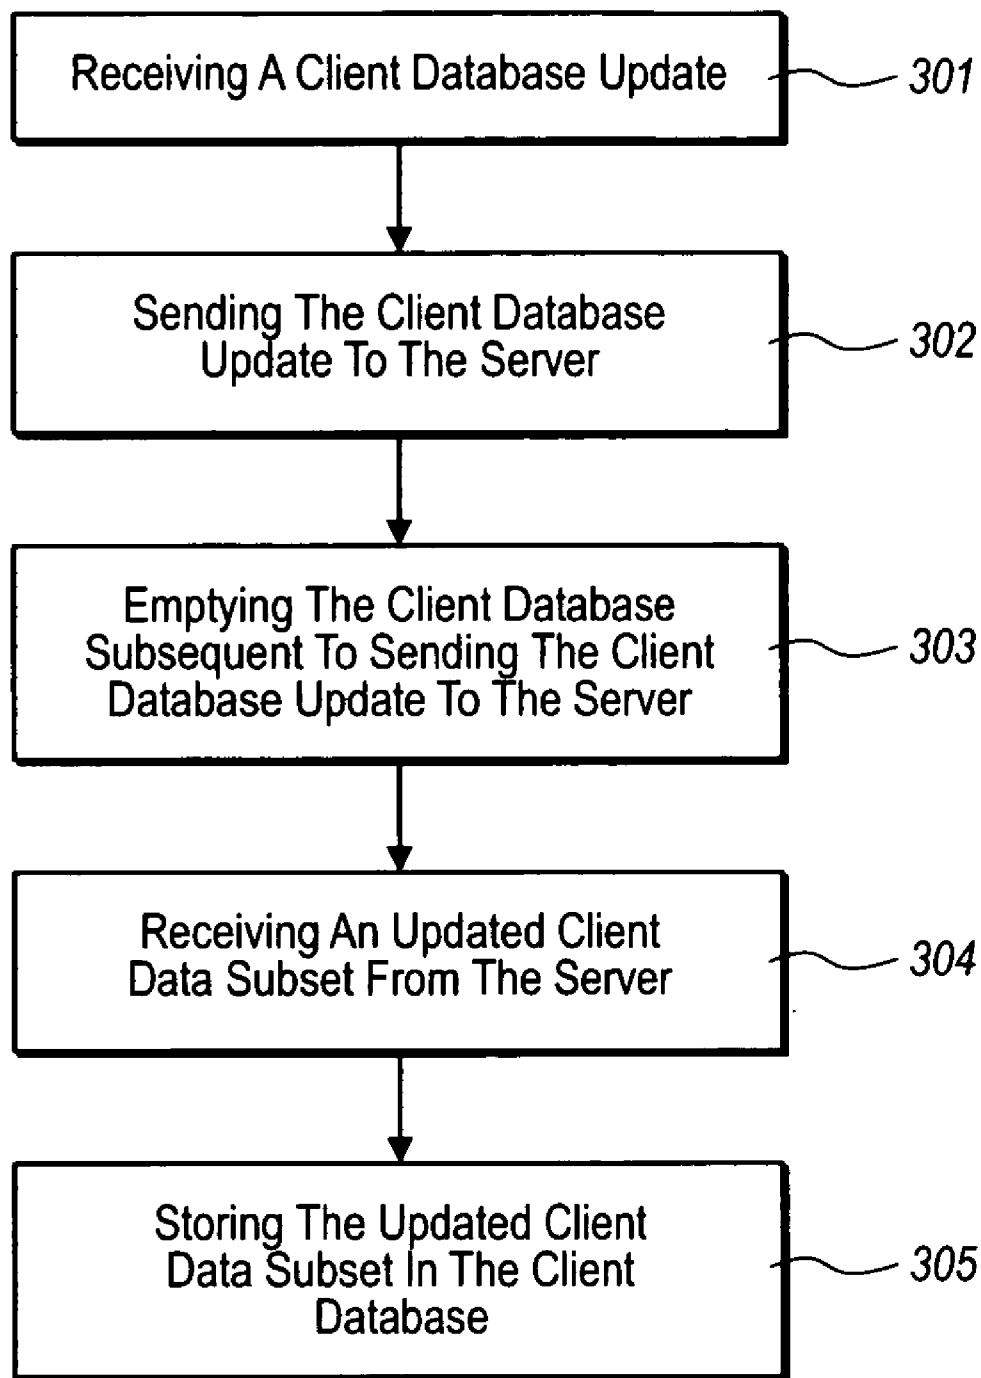 Receiving A Client Database Update
301
Sending The Client Database
Update To The Server
302
Emptying The Client Database
Subsequent To Sending The Client
Database Update To The Server
303
Receiving An Updated Client
Data Subset From The Server
304
Storing The Updated Client
Data Subset In The Client
Database
305